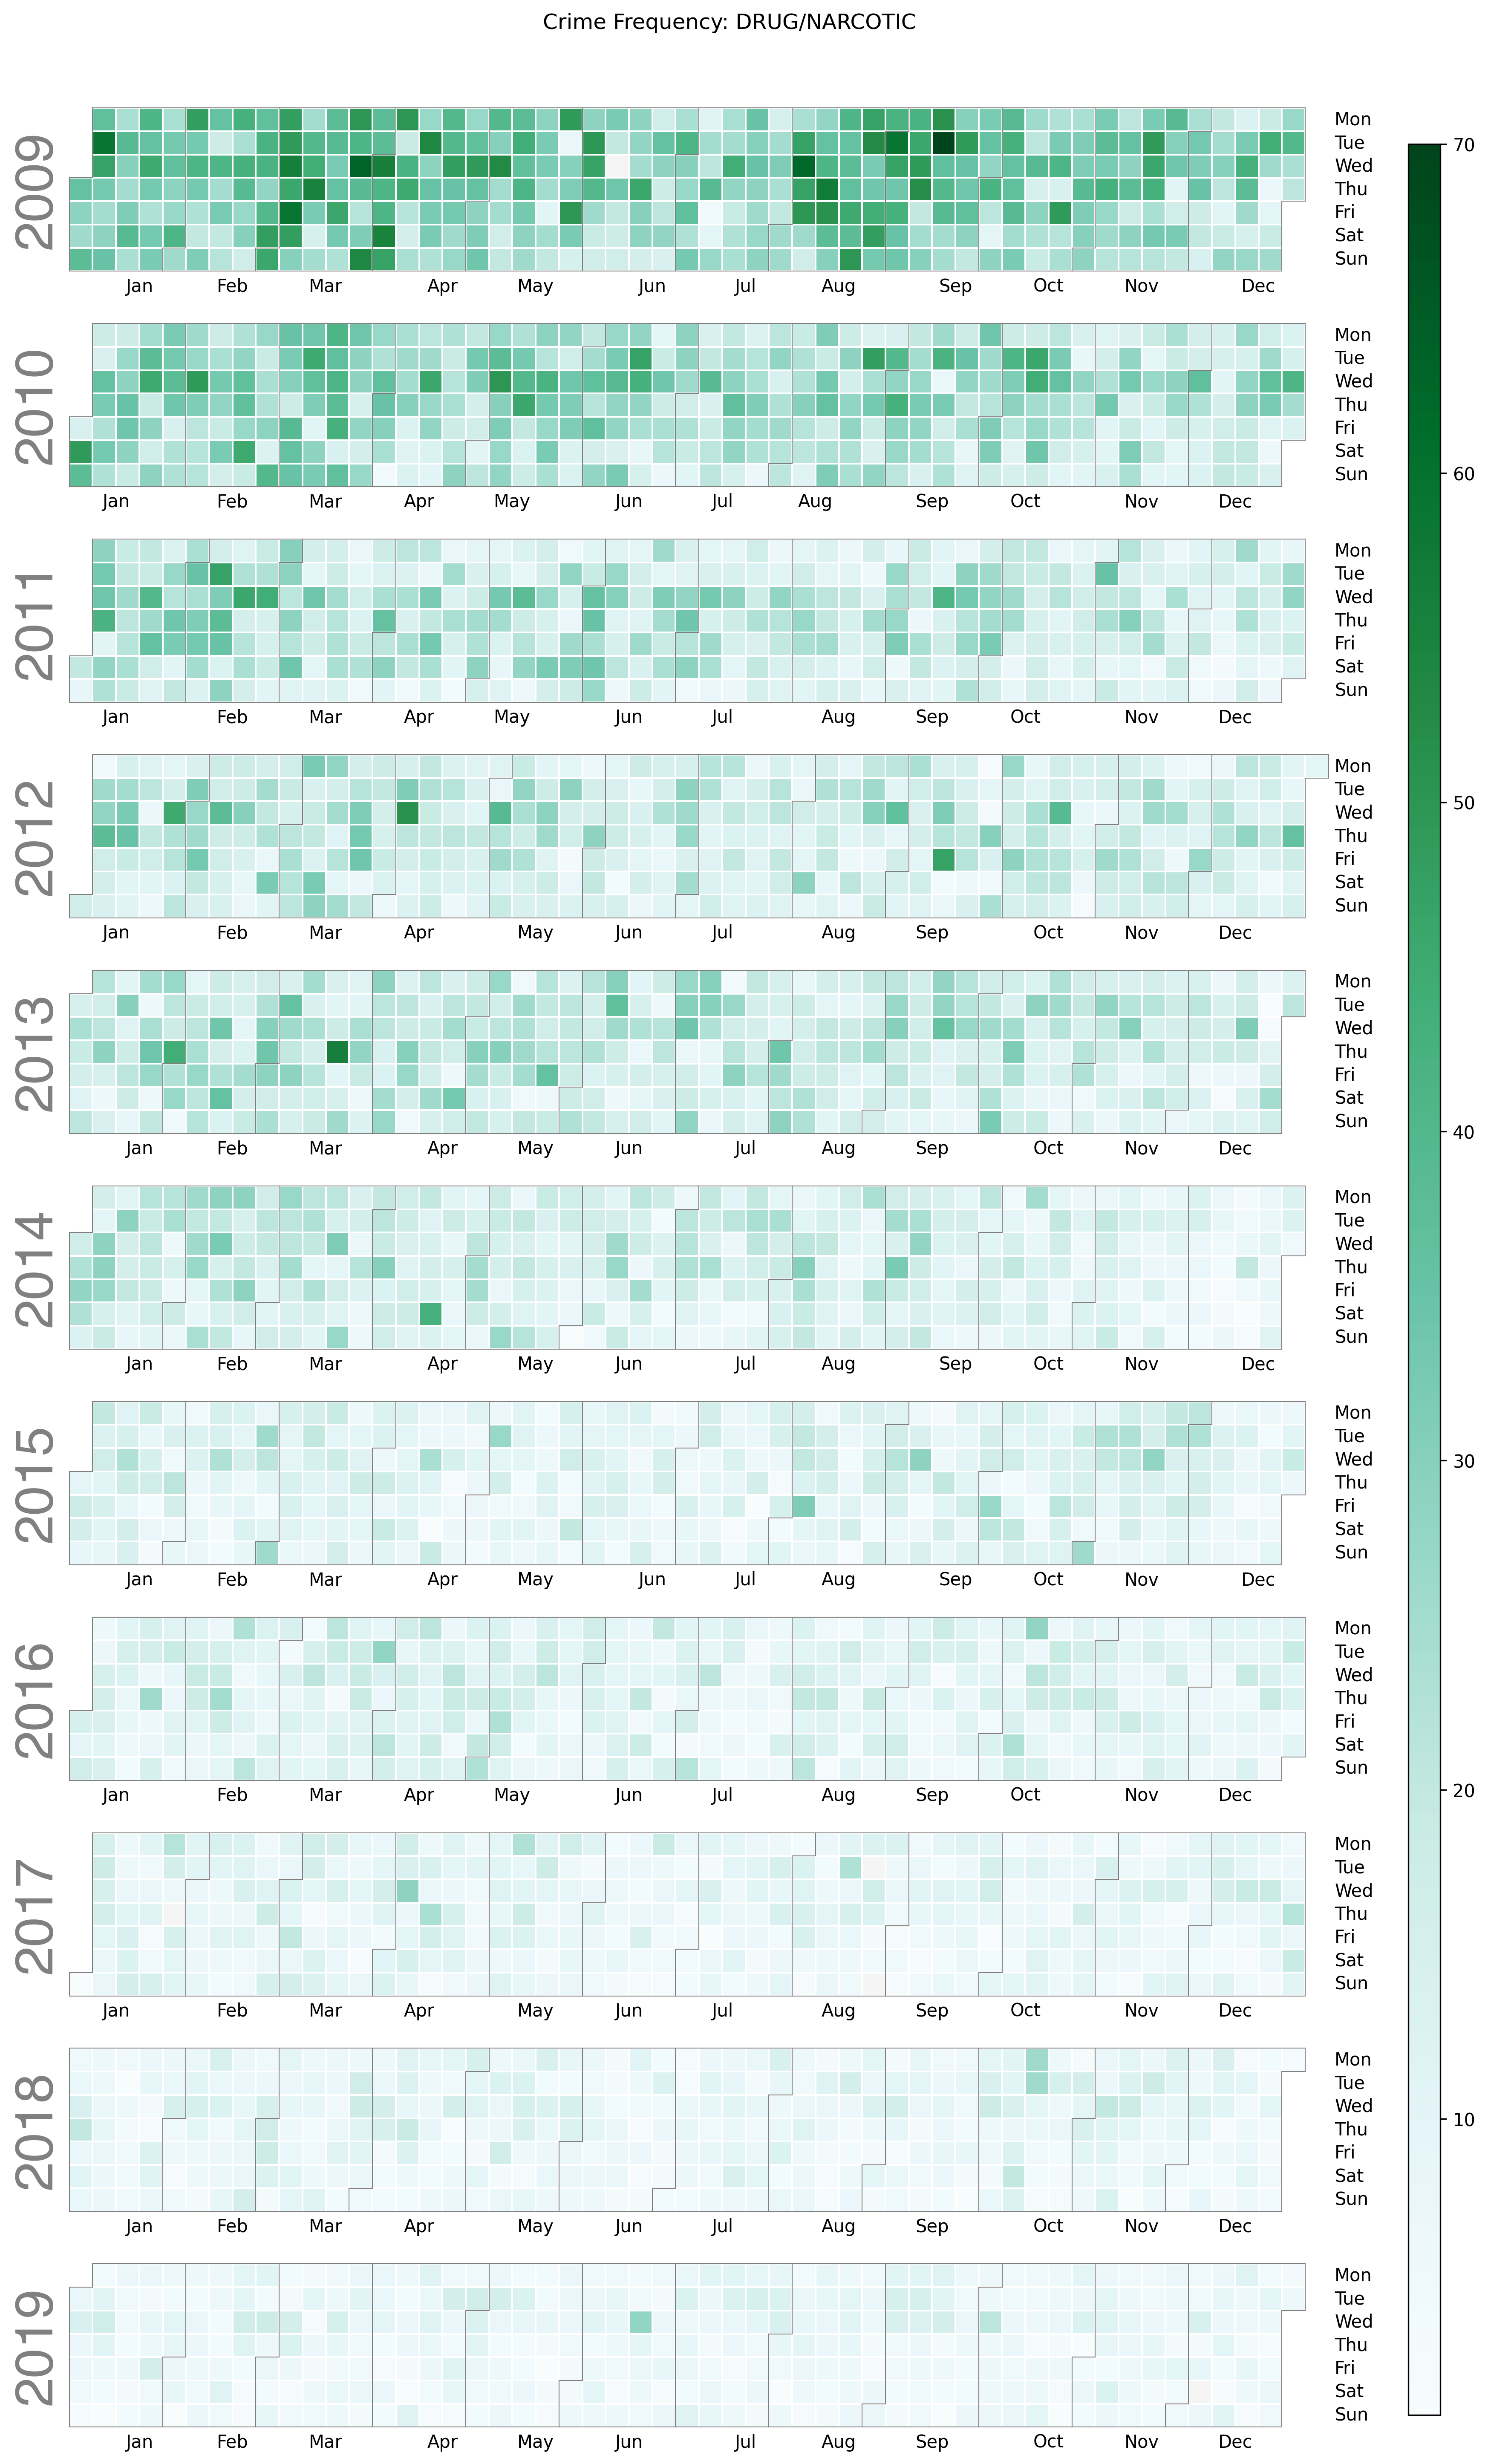 Crime Frequency: DRUG/NARCOTIC
2009
Mon
Tue
Wed
Thu
Fri
Sat
Sun
Jan Feb Mar Apr May Jun Jul Aug Sep Oct Nov Dec
2010
Mon
Tue
Wed
Thu
Fri
Sat
Sun
Jan Feb Mar Apr May Jun Jul Aug Sep Oct Nov Dec
2011
Mon
Tue
Wed
Thu
Fri
Sat
Sun
Jan Feb Mar Apr May Jun Jul Aug Sep Oct Nov Dec
2012
Mon
Tue
Wed
Thu
Fri
Sat
Sun
Jan Feb Mar Apr May Jun Jul Aug Sep Oct Nov Dec
2013
Mon
Tue
Wed
Thu
Fri
Sat
Sun
Jan Feb Mar Apr May Jun Jul Aug Sep Oct Nov Dec
2014
Mon
Tue
Wed
Thu
Fri
Sat
Sun
Jan Feb Mar Apr May Jun Jul Aug Sep Oct Nov Dec
2015
Mon
Tue
Wed
Thu
Fri
Sat
Sun
Jan Feb Mar Apr May Jun Jul Aug Sep Oct Nov Dec
2016
Mon
Tue
Wed
Thu
Fri
Sat
Sun
Jan Feb Mar Apr May Jun Jul Aug Sep Oct Nov Dec
2017
Mon
Tue
Wed
Thu
Fri
Sat
Sun
Jan Feb Mar Apr May Jun Jul Aug Sep Oct Nov Dec
2018
Mon
Tue
Wed
Thu
Fri
Sat
Sun
Jan Feb Mar Apr May Jun Jul Aug Sep Oct Nov Dec
2019
Mon
Tue
Wed
Thu
Fri
Sat
Sun
Jan Feb Mar Apr May Jun Jul Aug Sep Oct Nov Dec
70
60
50
40
30
20
10